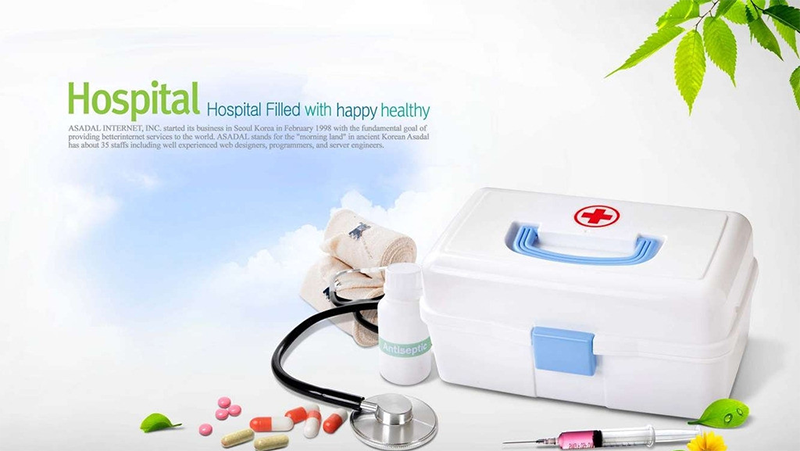 Hospital Hospital Filled with happy healthy
ASADAL INTERNET, INC. started its business in Seoul Korea in February 1998 with the fundamental goal of
providing betterinternet services to the world. ASADAL stands for the "morning land" in ancient Korean Asadal
has about 35 staffs including well experienced web designers, programmers, and server engineers.
Antiseptic